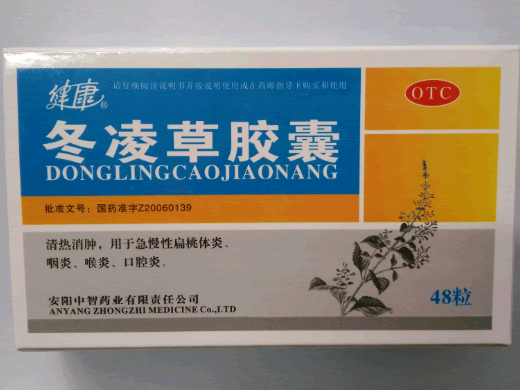 健康®
请仔细阅读说明书并按说明使用或在药师指导下购买和使用
OTC
冬凌草胶囊
DONGLINGCAOJIAONANG
批准文号：国药准字Z20060139
清热消肿，用于急慢性扁桃体炎、
咽炎、喉炎、口腔炎。
安阳中智药业有限责任公司
ANYANG ZHONGZHI MEDICINE Co.,LTD
48粒